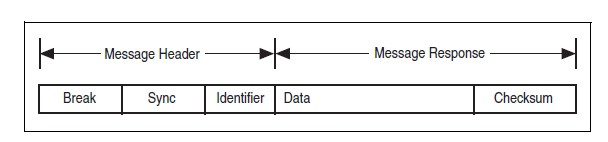 Message Header Message Response
Break Sync Identifier Data Checksum